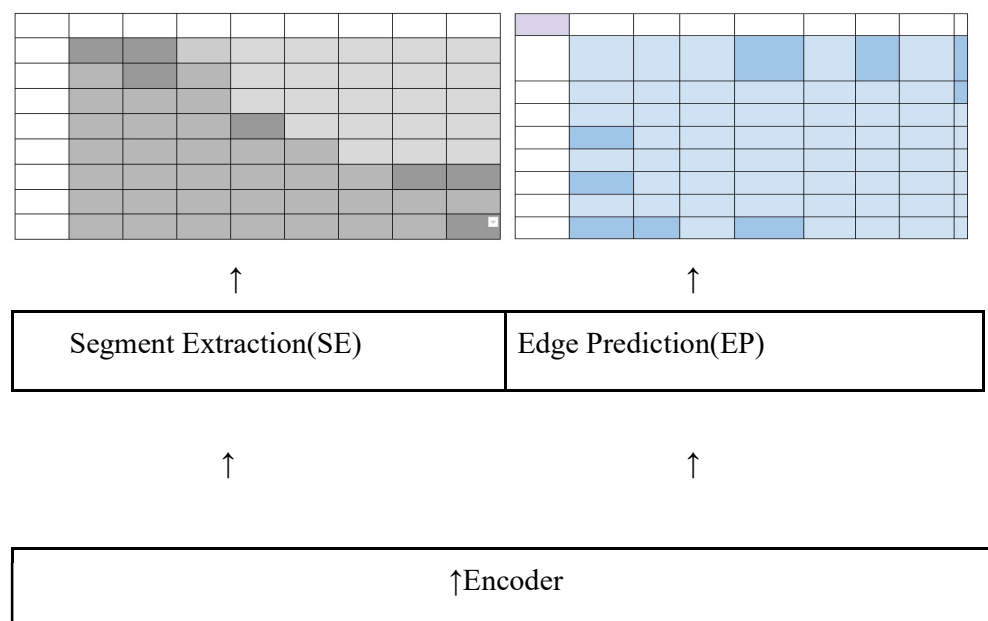 ↑ ↑
Segment Extraction(SE) Edge Prediction(EP)
↑ ↑
↑Encoder